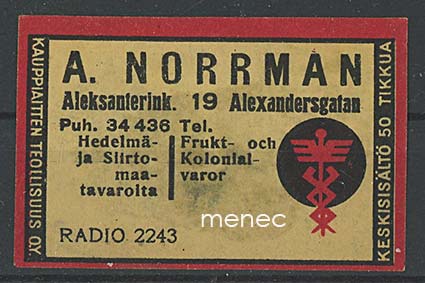 KAUPPIAITTEN TEOLLISUUS OY.
A. NORRMAN
Aleksanterink. 19 Alexandersgatan
Puh. 34 436 Tel.
Hedelmä-
ja Siirto-
maa-
tavaroita
Frukt- och
Kolonial-
varor
RADIO 2243
menec
KESKISISÄLTÖ 50 TIKKUA